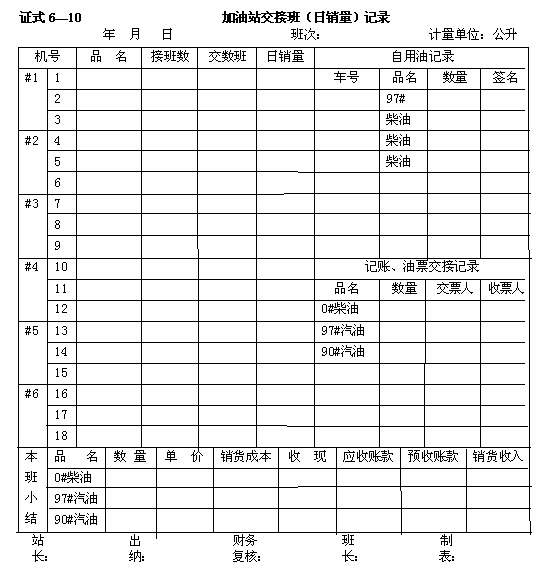 证式 6—10 加油站交接班（日销量）记录
年 月 日 班次： 计量单位：公升
机号 品 名 接班数 交数班 日销量 自用油记录
#1 1 车号 品名 数量 签名
2 97#
3 柴油
#2 4 柴油
5 柴油
6
#3 7
8
9
#4 10 记账、油票交接记录
11 品名 数量 交票人 收票人
12 0#柴油
#5 13 97#汽油
14 90#汽油
15
#6 16
17
18
本 品 名 数 量 单 价 销货成本 收 现 应收账款 预收账款 销货收入
班 0#柴油
小 97#汽油
结 90#汽油
站 出 财务 班 制
长： 纳： 复核： 长： 表：